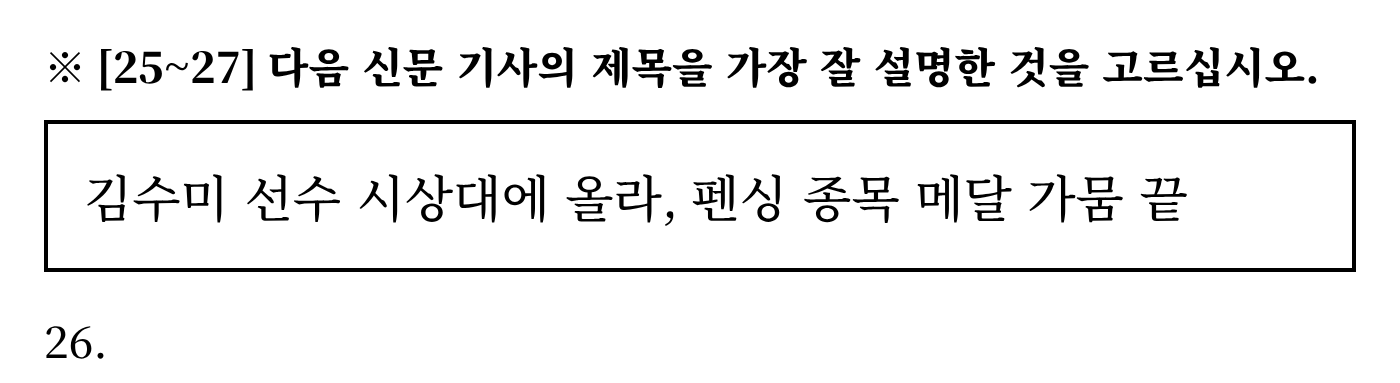 ※ [25~27] 다음 신문 기사의 제목을 가장 잘 설명한 것을 고르십시오.
김수미 선수 시상대에 올라, 펜싱 종목 메달 가뭄 끝
26.